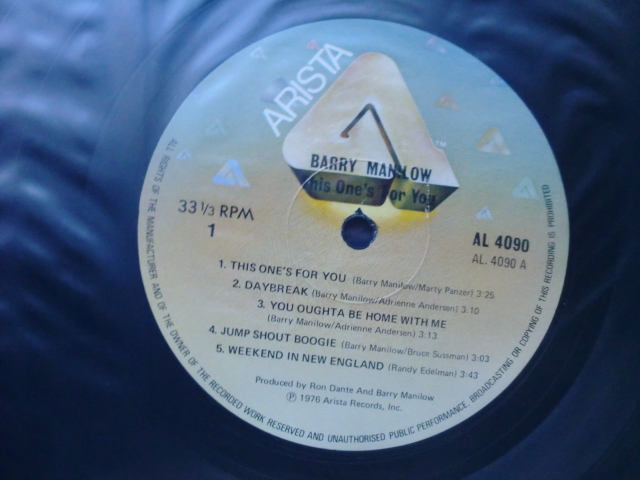 ARISTA
BARRY MANILOW
This One's For You
33 1/3 RPM
1
AL 4090
AL. 4090 A
1. THIS ONE'S FOR YOU (Barry Manilow/Marty Panzer) 3:25
2. DAYBREAK (Barry Manilow/Adrienne Andersen) 3:10
3. YOU OUGHTA BE HOME WITH ME
(Barry Manilow/Adrienne Andersen) 3:13
4. JUMP SHOUT BOOGIE (Barry Manilow/Bruce Sussman) 3:03
5. WEEKEND IN NEW ENGLAND (Randy Edelman) 3:43
Produced by Ron Dante And Barry Manilow
Ⓟ 1976 Arista Records, Inc.
ALL RIGHTS OF THE MANUFACTURER AND OF THE OWNER OF THE RECORDED WORK RESERVED AND UNAUTHORISED PUBLIC PERFORMANCE. BROADCASTING OR COPYING OF THIS RECORDING IS PROHIBITED